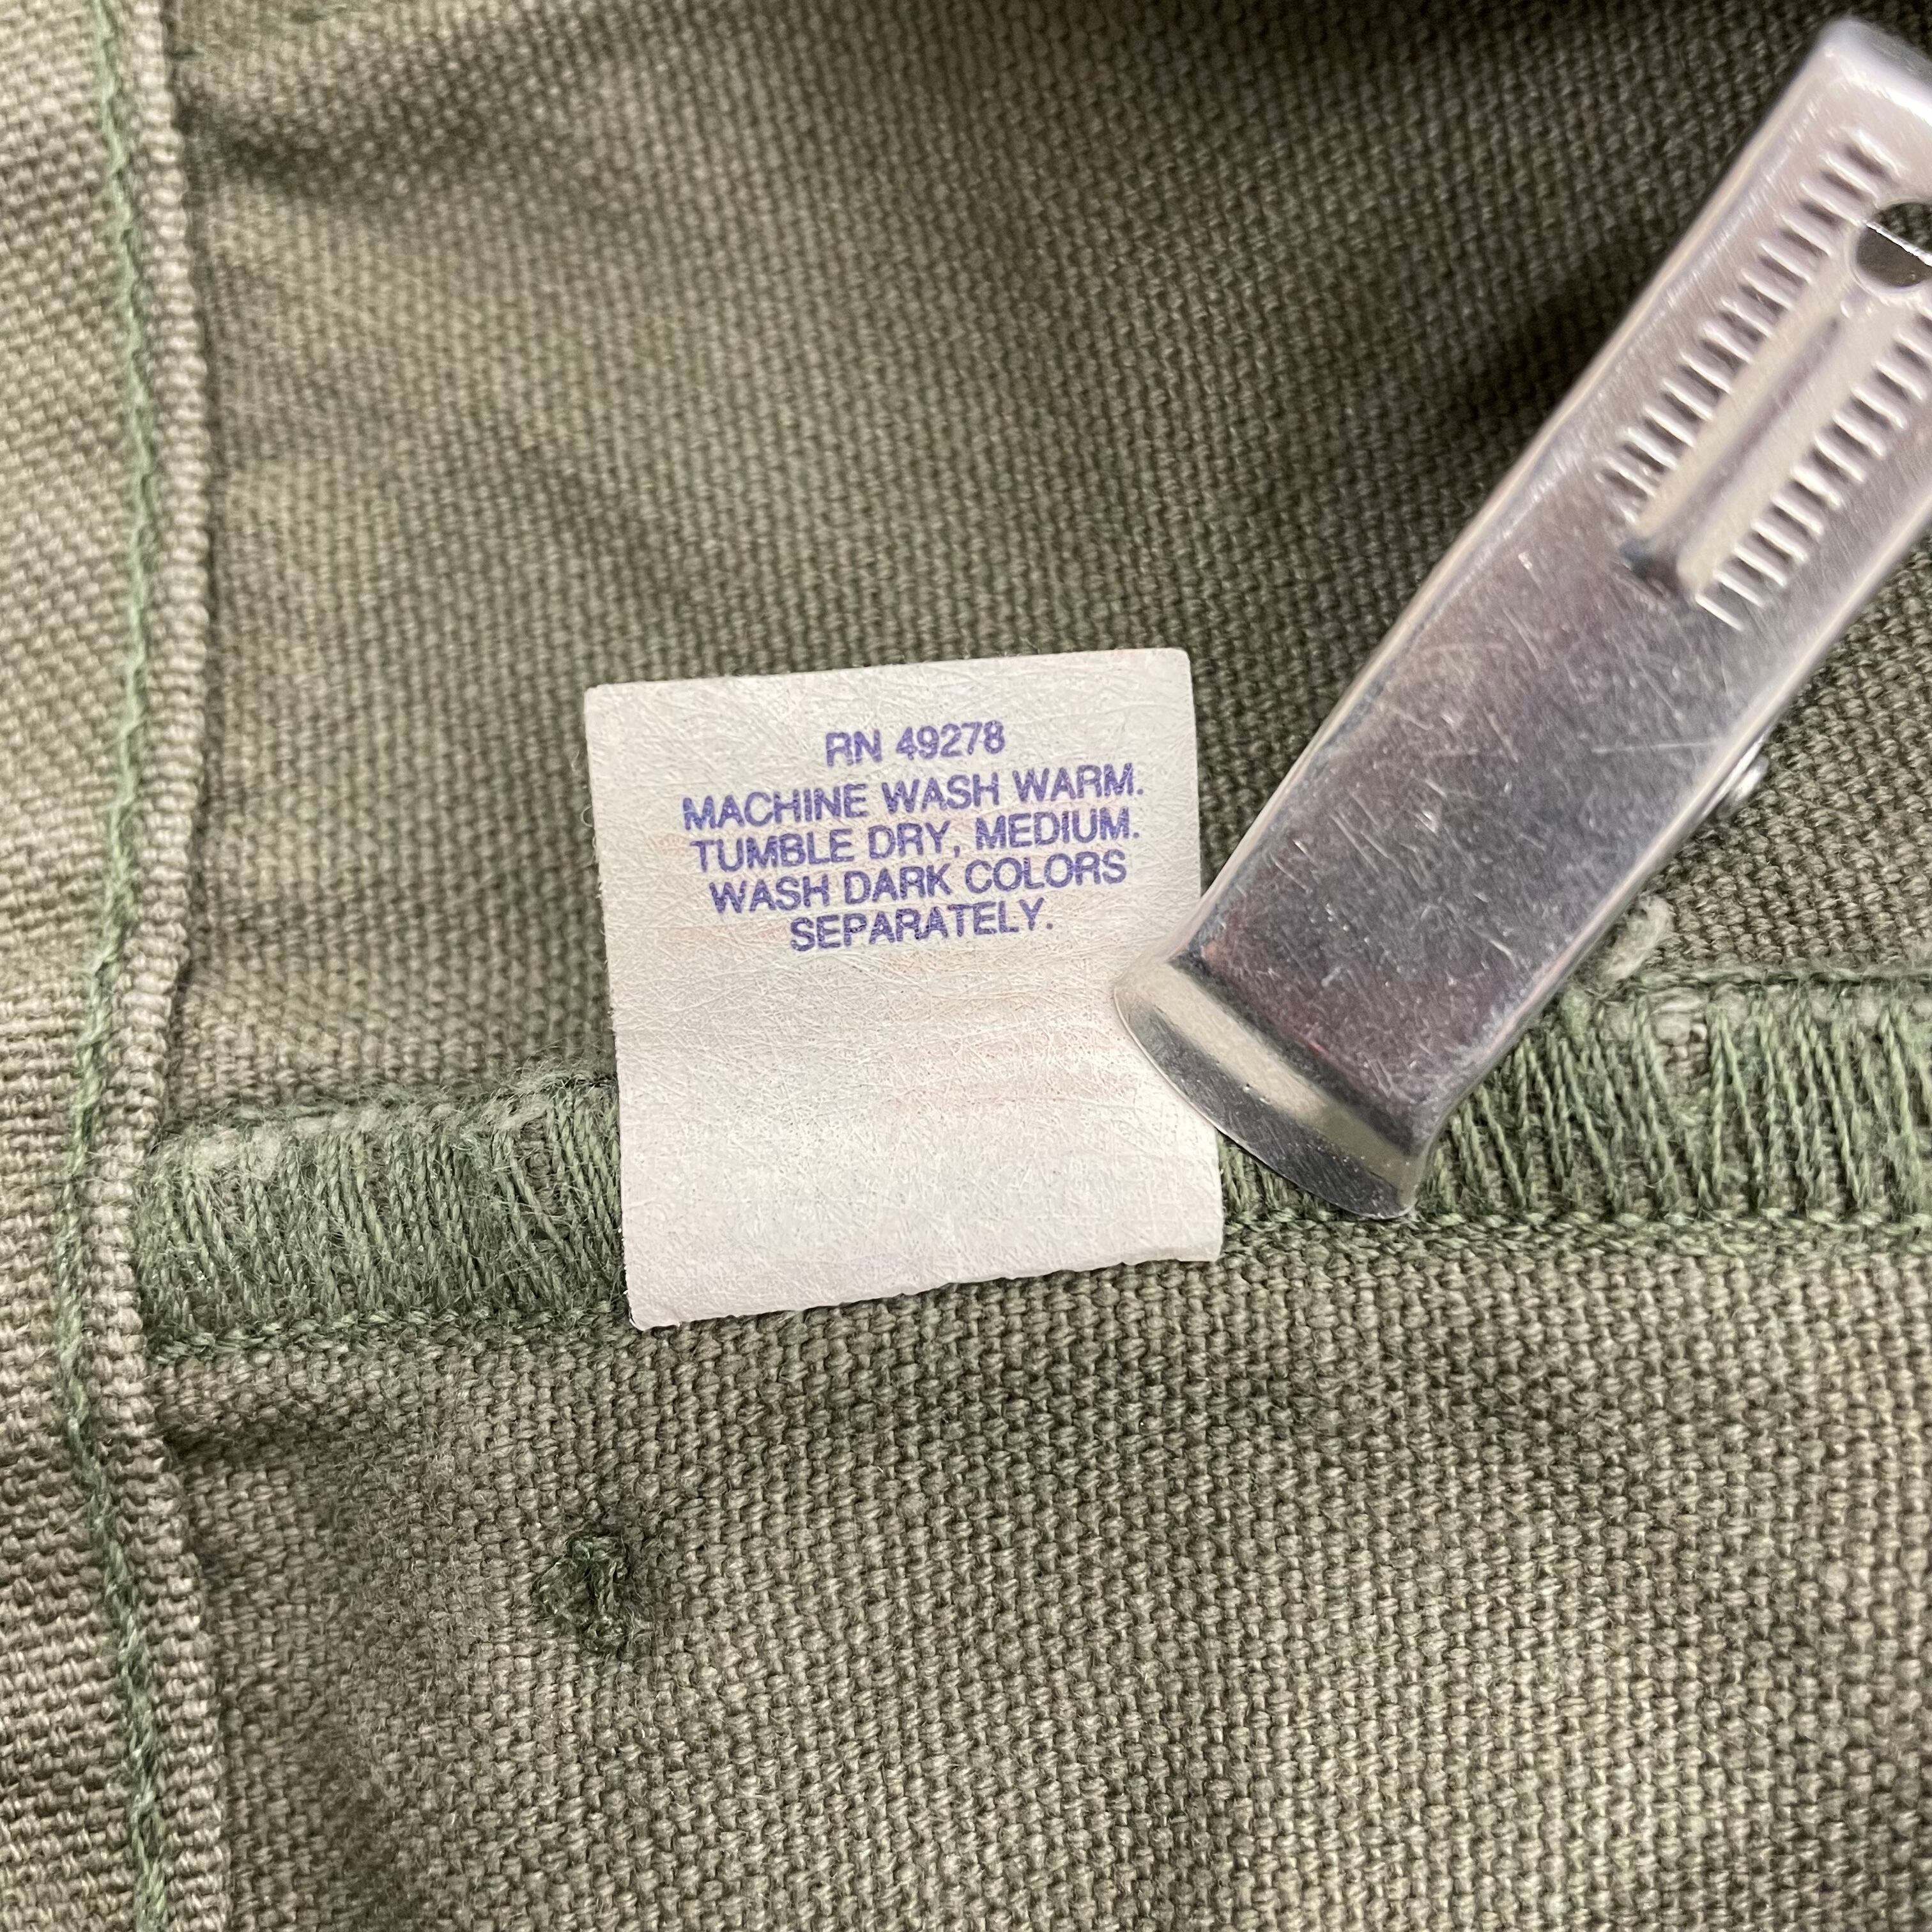 RN 49278
MACHINE WASH WARM.
TUMBLE DRY, MEDIUM.
WASH DARK COLORS
SEPARATELY.